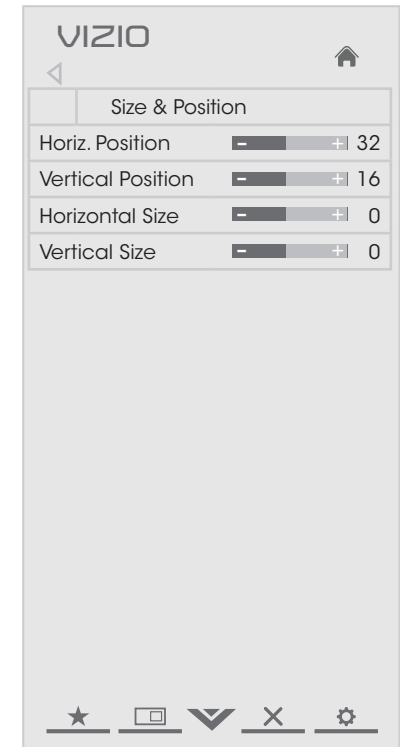 VIZIO
Size & Position
Horiz. Position - + 32
Vertical Position - + 16
Horizontal Size - + 0
Vertical Size - + 0